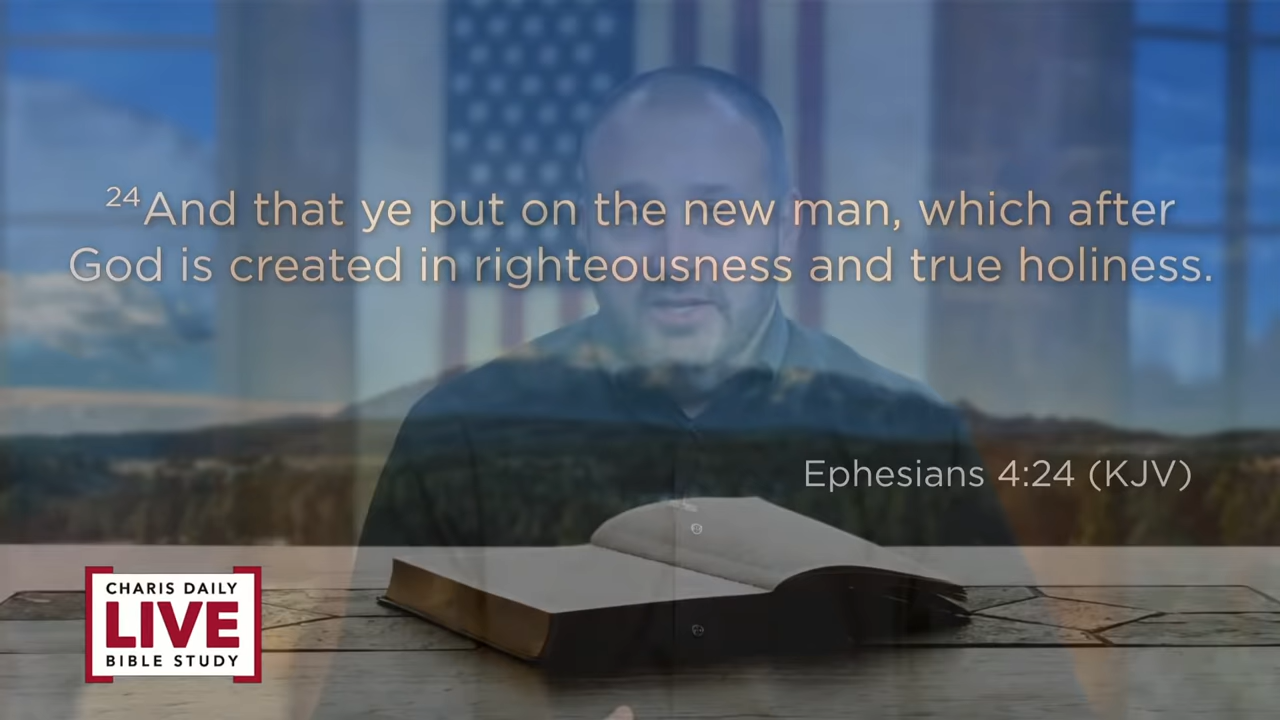 24And that ye put on the new man, which after
God is created in righteousness and true holiness.
Ephesians 4:24 (KJV)
CHARIS DAILY
LIVE
BIBLE STUDY